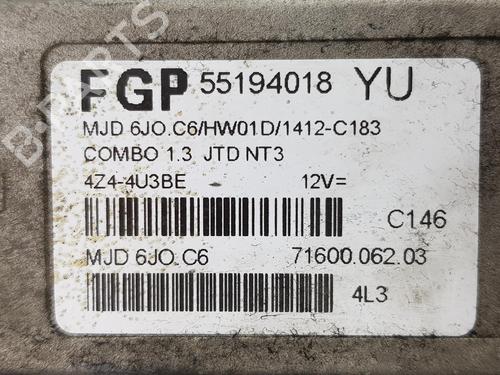 FGP 55194018 YU
MJD 6JO.C6/HW01D/1412-C183
COMBO 1.3 JTD NT3
4Z4-4U3BE 12V=
C146
MJD 6JO.C6 71600.062.03
4L3
B-PARTS